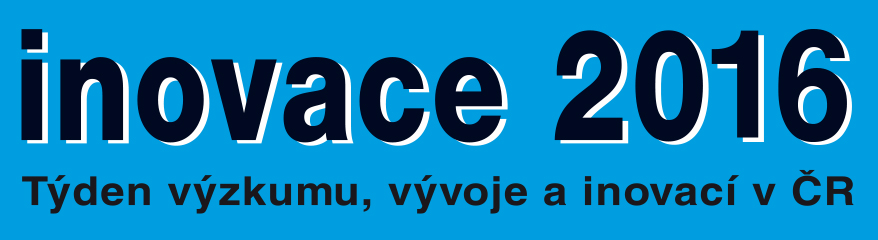 inovace 2016
Týden výzkumu, vývoje a inovací v ČR